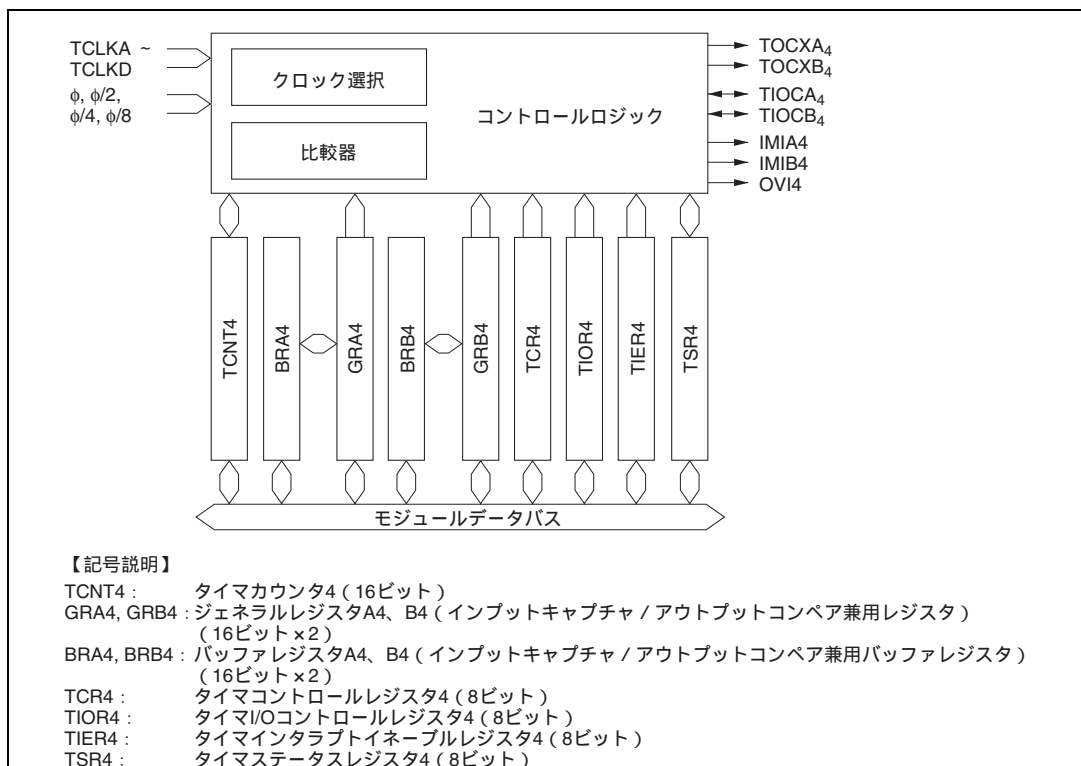 TCLKA ~
TCLKD
φ, φ/2,
φ/4, φ/8
クロック選択
比較器
コントロールロジック
TOCXA4
TOCXB4
TIOCA4
TIOCB4
IMIA4
IMIB4
OVI4
TCNT4
BRA4
GRA4
BRB4
GRB4
TCR4
TIOR4
TIER4
TSR4
モジュールデータバス
【記号説明】
TCNT4 : タイマカウンタ4（16ビット）
GRA4, GRB4 : ジェネラルレジスタA4、B4（インプットキャプチャ / アウトプットコンペア兼用レジスタ）
（16ビット×2）
BRA4, BRB4 : バッファレジスタA4、B4（インプットキャプチャ / アウトプットコンペア兼用バッファレジスタ）
（16ビット×2）
TCR4 : タイマコントロールレジスタ4（8ビット）
TIOR4 : タイマI/Oコントロールレジスタ4（8ビット）
TIER4 : タイマインタラプトイネーブルレジスタ4（8ビット）
TSR4 : タイマステータスレジスタ4（8ビット）